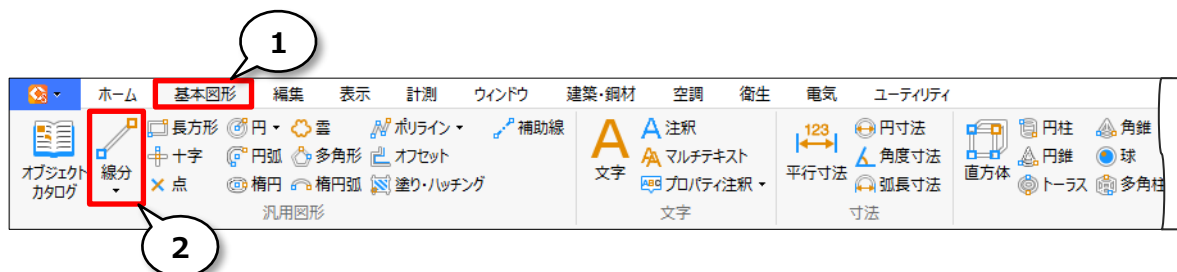 1
ホーム 基本図形 編集 表示 計測 ウィンドウ 建築・鋼材 空調 衛生 電気 ユーティリティ
オブジェクト
カタログ
線分
長方形 円 雲 ポリライン 補助線
十字 円弧 多角形 オフセット
点 楕円 楕円弧 塗り・ハッチング
汎用図形
A
文字
A 注釈
AA マルチテキスト
ABC プロパティ注釈
文字
123
平行寸法
円寸法
角度寸法
弧長寸法
寸法
直方体
円柱 角錐
円錐 球
トーラス 多角柱
2